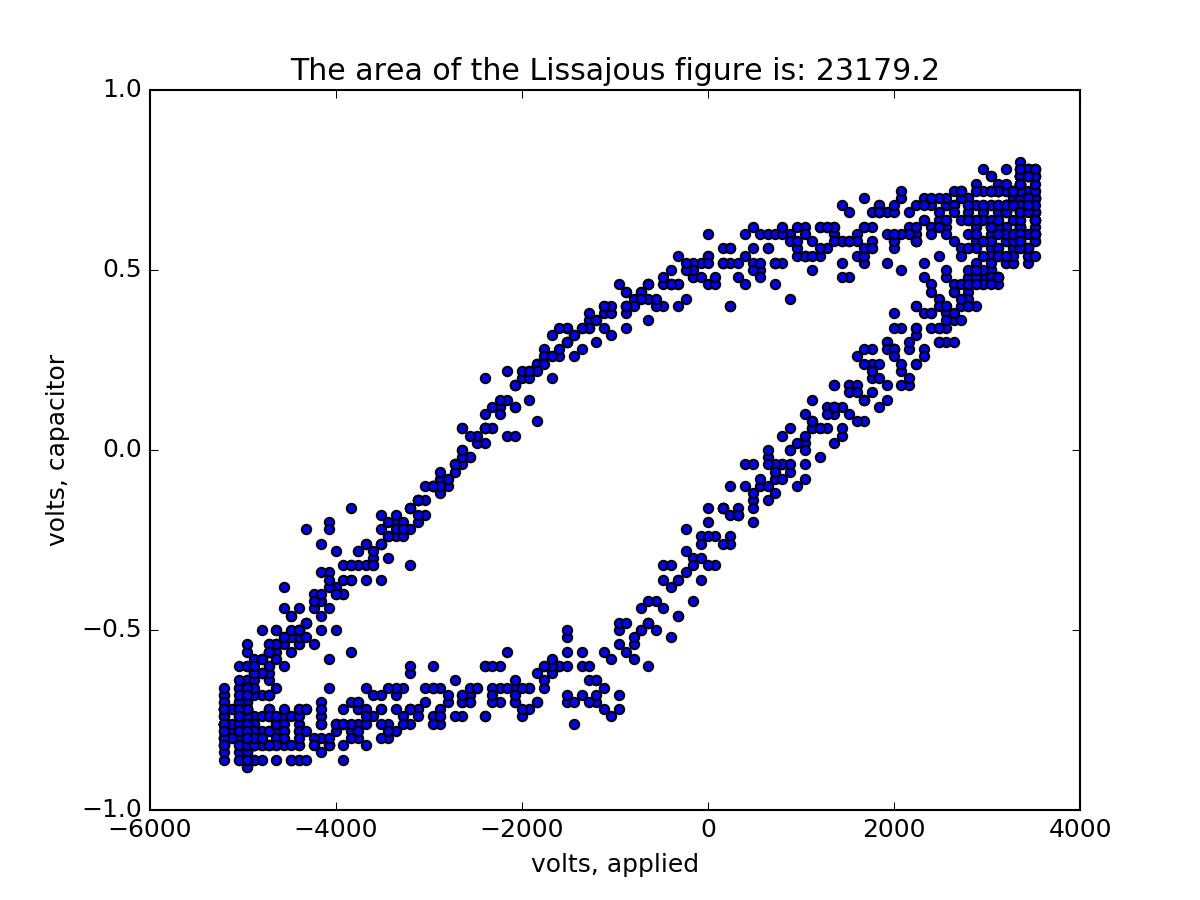 The area of the Lissajous figure is: 23179.2
1.0
0.5
0.0
−0.5
−1.0
volts, capacitor
−6000 −4000 −2000 0 2000 4000
volts, applied